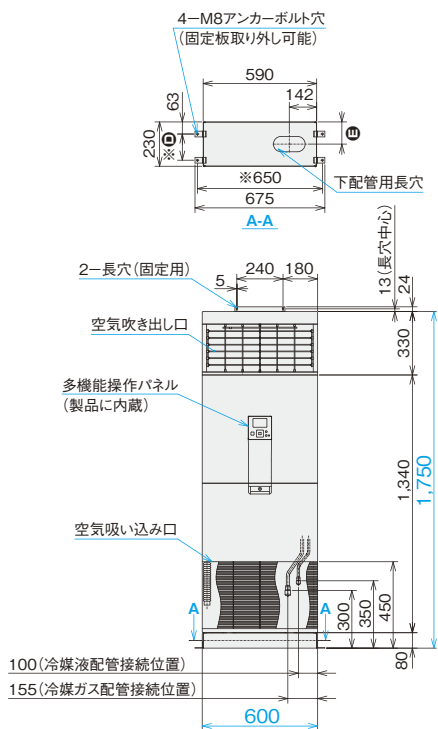 4－M8アンカーボルト穴
(固定板取り外し可能)
590
142
63
230
※D
E
下配管用長穴
※650
675
A-A
2－長穴(固定用)
240
180
5
13(長穴中心)
24
空気吹き出し口
330
多機能操作パネル
(製品に内蔵)
1,340
1,750
空気吸い込み口
A
A
300
350
450
80
100(冷媒液配管接続位置)
155(冷媒ガス配管接続位置)
600